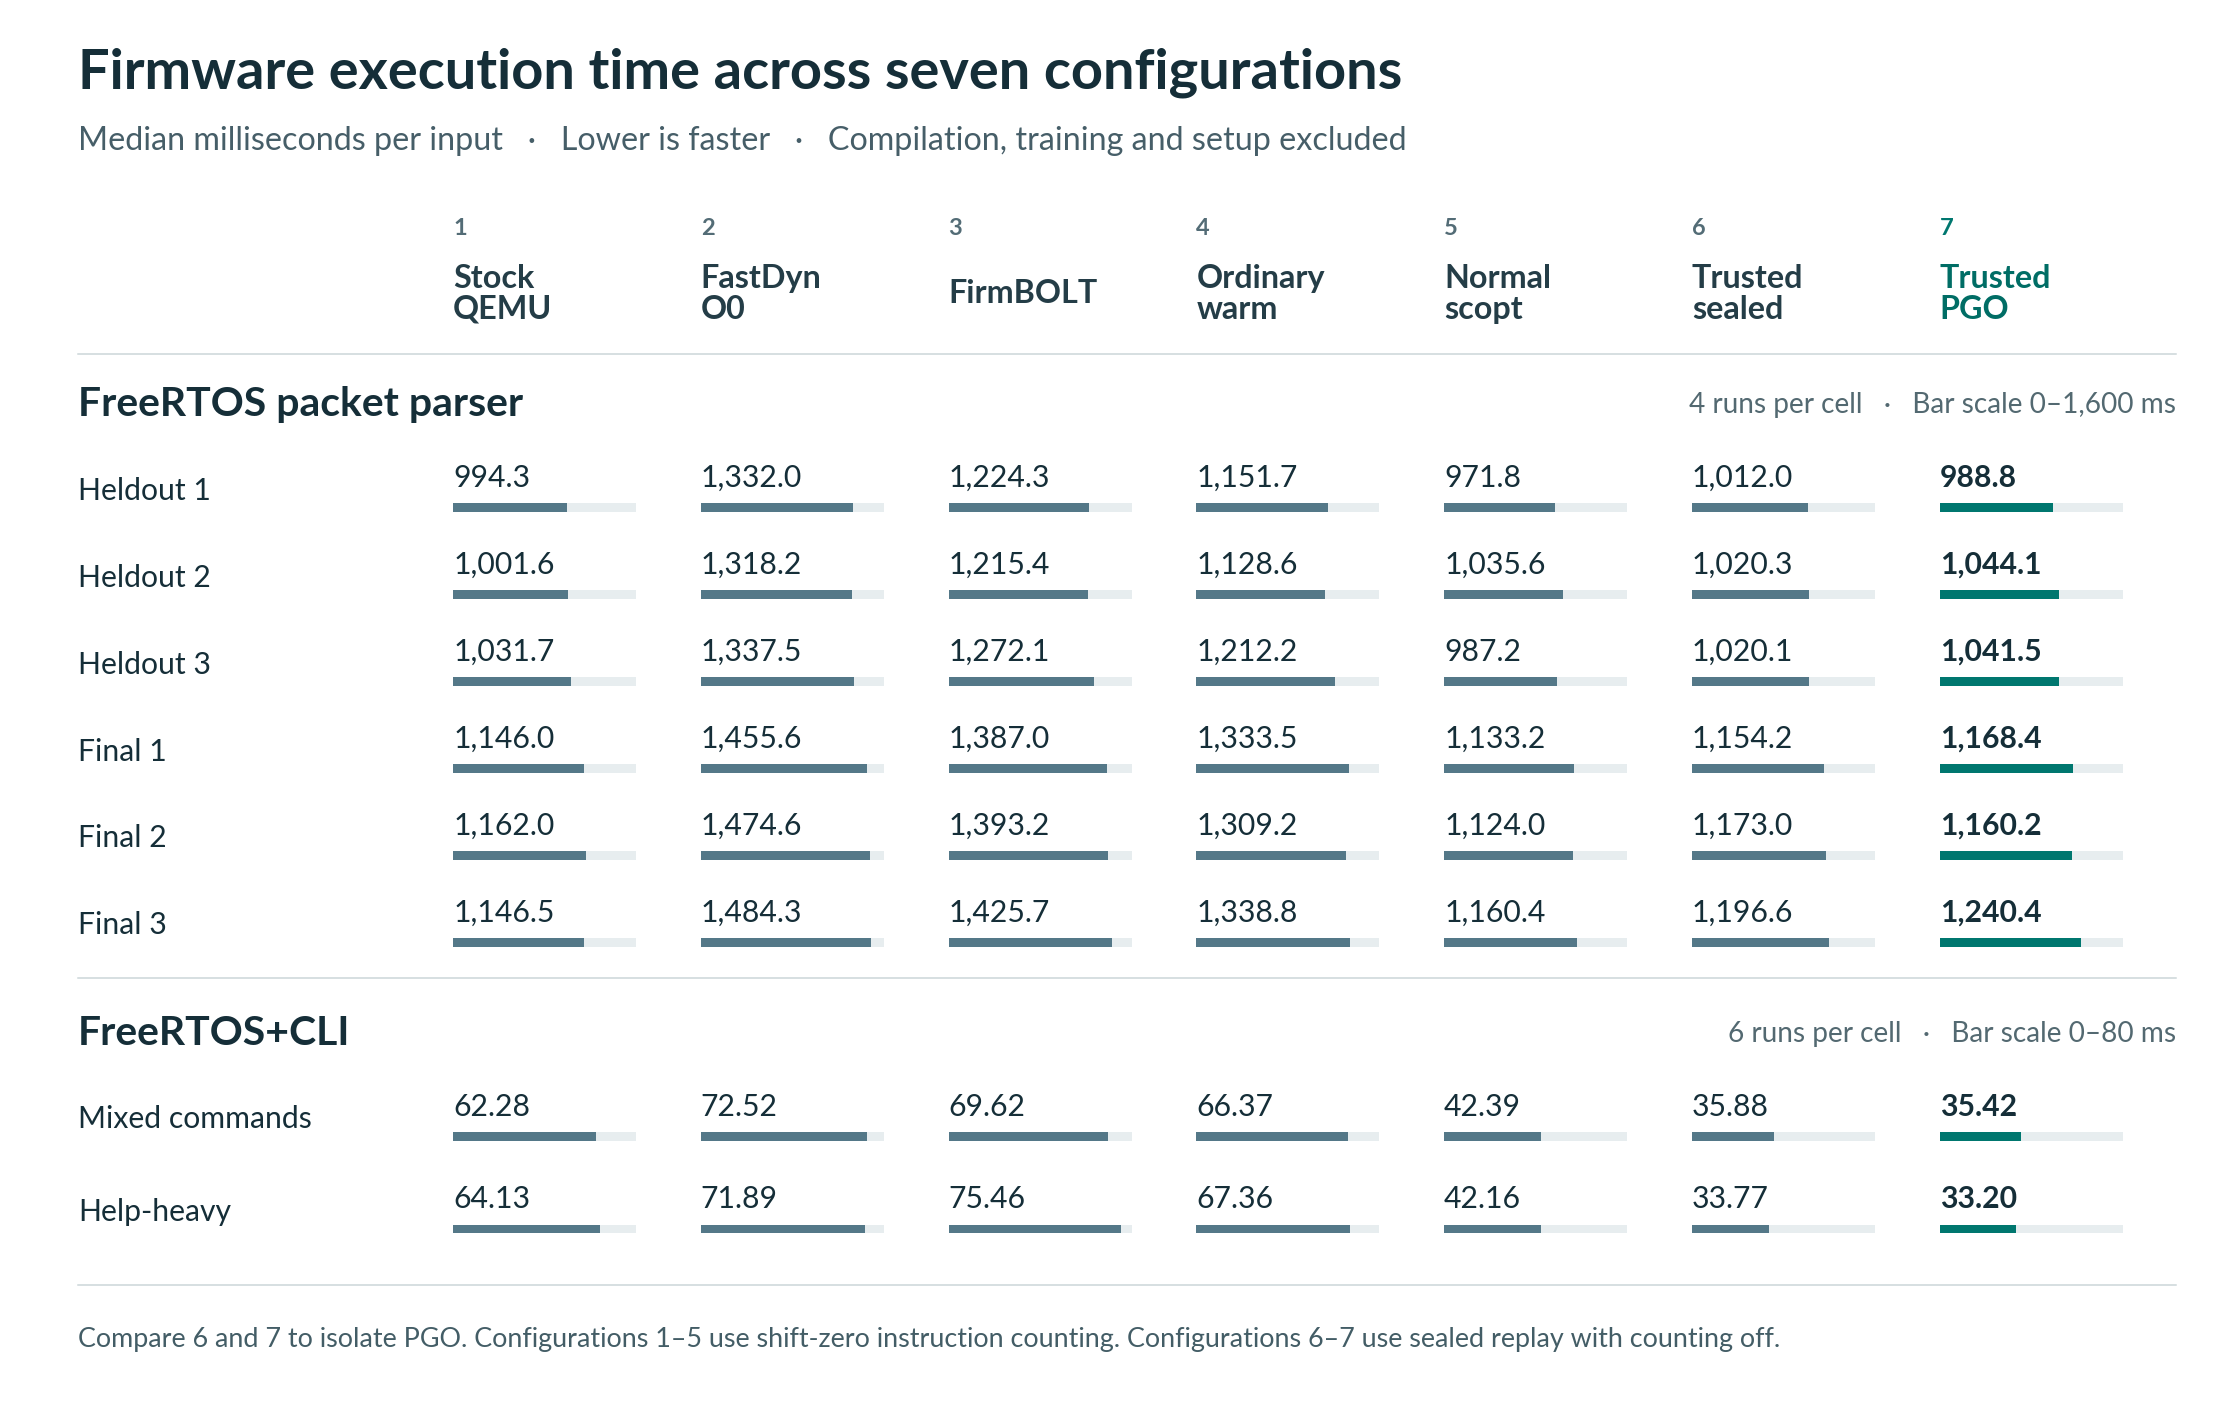 Firmware execution time across seven configurations
Median milliseconds per input · Lower is faster · Compilation, training and setup excluded
1 2 3 4 5 6 7
Stock QEMU FastDyn O0 FirmBOLT Ordinary warm Normal scopt Trusted sealed Trusted PGO
FreeRTOS packet parser 4 runs per cell · Bar scale 0–1,600 ms
Heldout 1 994.3 1,332.0 1,224.3 1,151.7 971.8 1,012.0 988.8
Heldout 2 1,001.6 1,318.2 1,215.4 1,128.6 1,035.6 1,020.3 1,044.1
Heldout 3 1,031.7 1,337.5 1,272.1 1,212.2 987.2 1,020.1 1,041.5
Final 1 1,146.0 1,455.6 1,387.0 1,333.5 1,133.2 1,154.2 1,168.4
Final 2 1,162.0 1,474.6 1,393.2 1,309.2 1,124.0 1,173.0 1,160.2
Final 3 1,146.5 1,484.3 1,425.7 1,338.8 1,160.4 1,196.6 1,240.4
FreeRTOS+CLI 6 runs per cell · Bar scale 0–80 ms
Mixed commands 62.28 72.52 69.62 66.37 42.39 35.88 35.42
Help-heavy 64.13 71.89 75.46 67.36 42.16 33.77 33.20
Compare 6 and 7 to isolate PGO. Configurations 1–5 use shift-zero instruction counting. Configurations 6–7 use sealed replay with counting off.